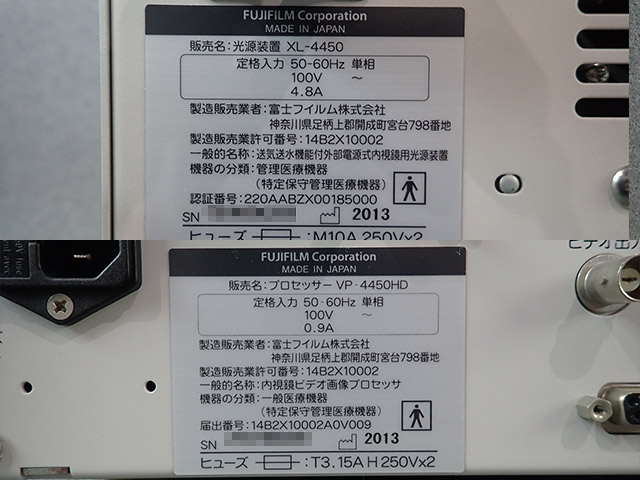 FUJIFILM Corporation
MADE IN JAPAN
販売名：光源装置 XL-4450
定格入力 50-60Hz 単相
100V ～
4.8A
製造販売業者：富士フイルム株式会社
神奈川県足柄上郡開成町宮台798番地
製造販売業許可番号：14B2X10002
一般的名称：送気送水機能付外部電源式内視鏡用光源装置
機器の分類：管理医療機器
（特定保守管理医療機器）
認証番号：220AABZX00185000
SN 2013
ヒューズ ：M10A 250V×2
ビデオ出力
FUJIFILM Corporation
MADE IN JAPAN
販売名：プロセッサー VP-4450HD
定格入力 50-60Hz 単相
100V ～
0.9A
製造販売業者：富士フイルム株式会社
神奈川県足柄上郡開成町宮台798番地
製造販売業許可番号：14B2X10002
一般的名称：内視鏡ビデオ画像プロセッサ
機器の分類：一般医療機器
（特定保守管理医療機器）
届出番号：14B2X10002A0V009
SN 2013
ヒューズ ：T3.15A H 250V×2